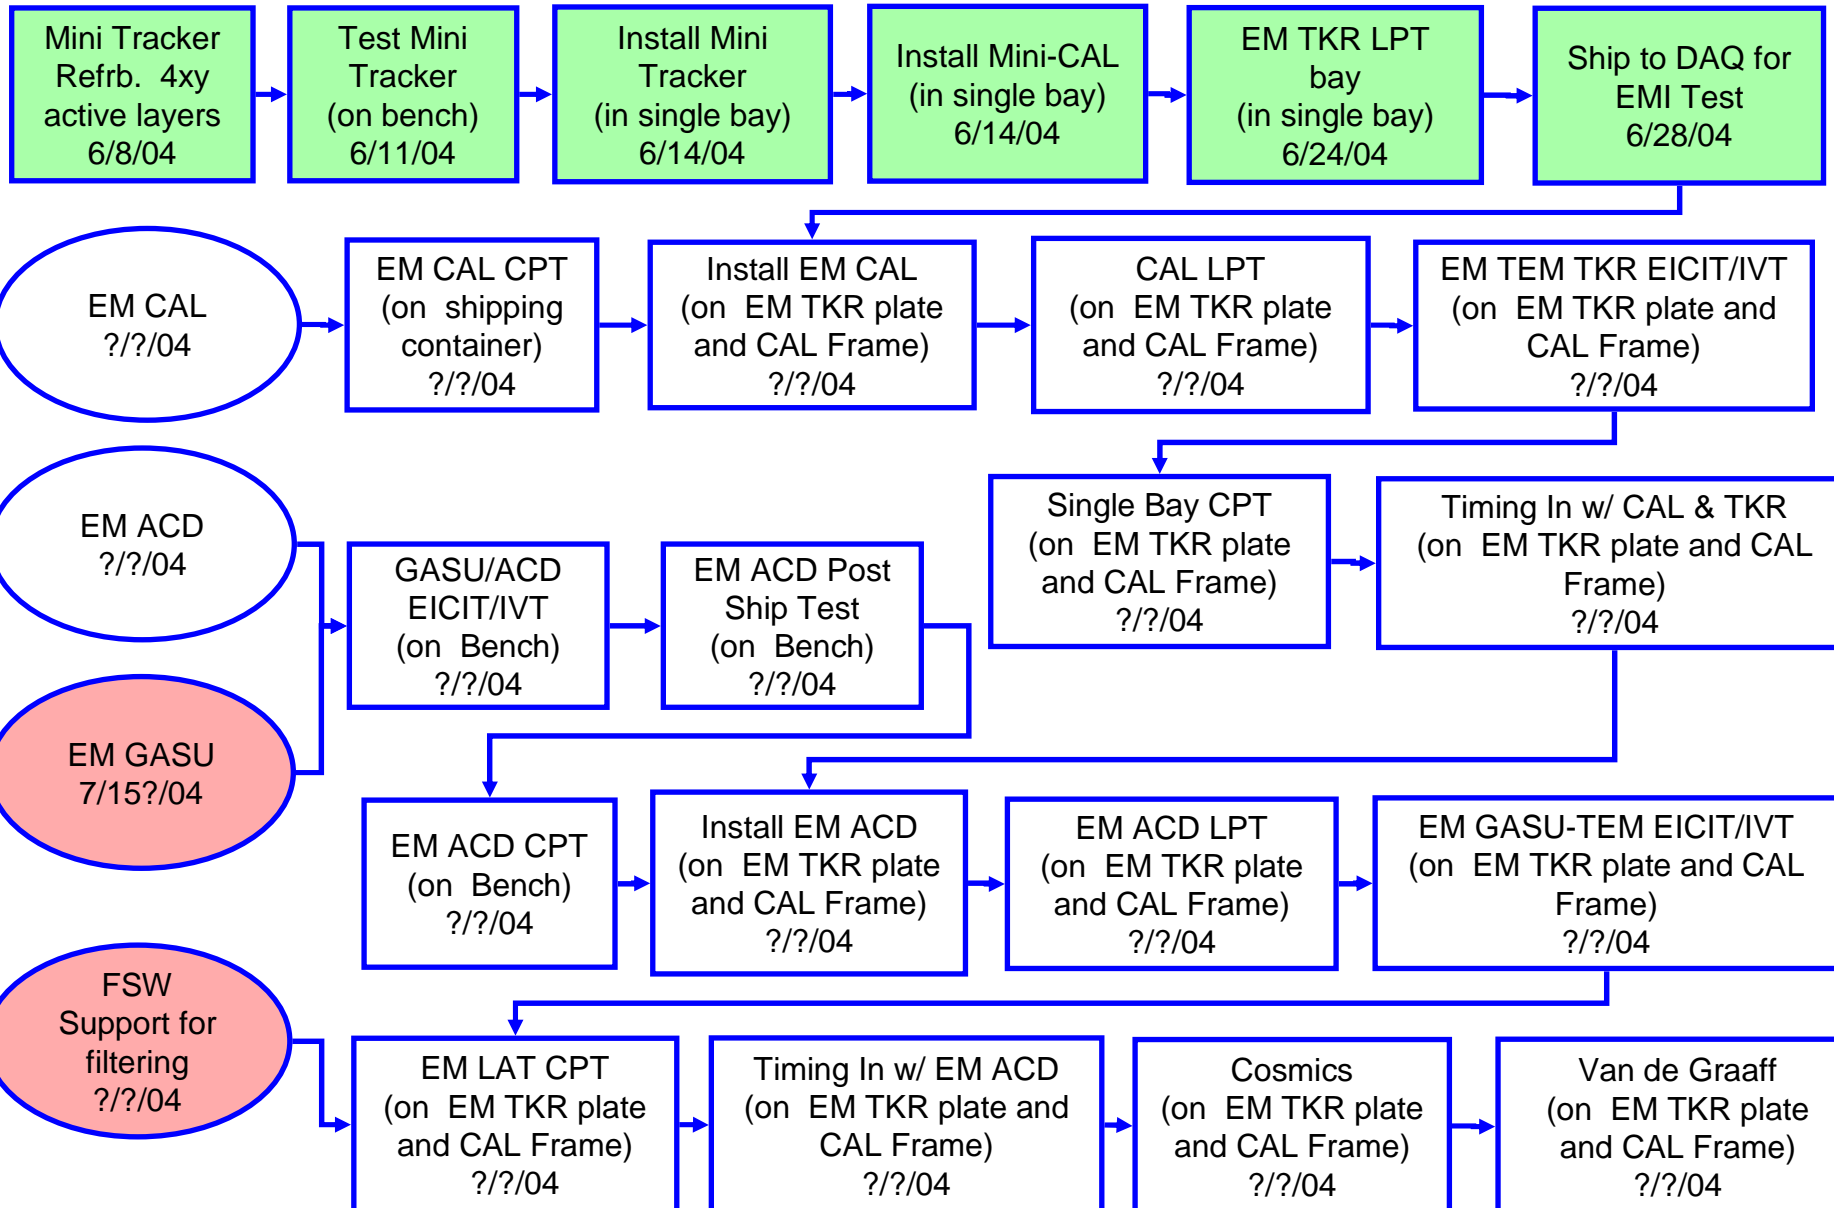 Mini Tracker
Refrb. 4xy
active layers
6/8/04
Test Mini
Tracker
(on bench)
6/11/04
Install Mini
Tracker
(in single bay)
6/14/04
Install Mini-CAL
(in single bay)
6/14/04
EM TKR LPT
bay
(in single bay)
6/24/04
Ship to DAQ for
EMI Test
6/28/04
EM CAL
?/?/04
EM CAL CPT
(on shipping
container)
?/?/04
Install EM CAL
(on EM TKR plate
and CAL Frame)
?/?/04
CAL LPT
(on EM TKR plate
and CAL Frame)
?/?/04
EM TEM TKR EICIT/IVT
(on EM TKR plate and
CAL Frame)
?/?/04
EM ACD
?/?/04
GASU/ACD
EICIT/IVT
(on Bench)
?/?/04
EM ACD Post
Ship Test
(on Bench)
?/?/04
Single Bay CPT
(on EM TKR plate
and CAL Frame)
?/?/04
Timing In w/ CAL & TKR
(on EM TKR plate and CAL
Frame)
?/?/04
EM GASU
7/15?/04
EM ACD CPT
(on Bench)
?/?/04
Install EM ACD
(on EM TKR plate
and CAL Frame)
?/?/04
EM ACD LPT
(on EM TKR plate
and CAL Frame)
?/?/04
EM GASU-TEM EICIT/IVT
(on EM TKR plate and CAL
Frame)
?/?/04
FSW
Support for
filtering
?/?/04
EM LAT CPT
(on EM TKR plate
and CAL Frame)
?/?/04
Timing In w/ EM ACD
(on EM TKR plate and
CAL Frame)
?/?/04
Cosmics
(on EM TKR plate
and CAL Frame)
?/?/04
Van de Graaff
(on EM TKR plate
and CAL Frame)
?/?/04